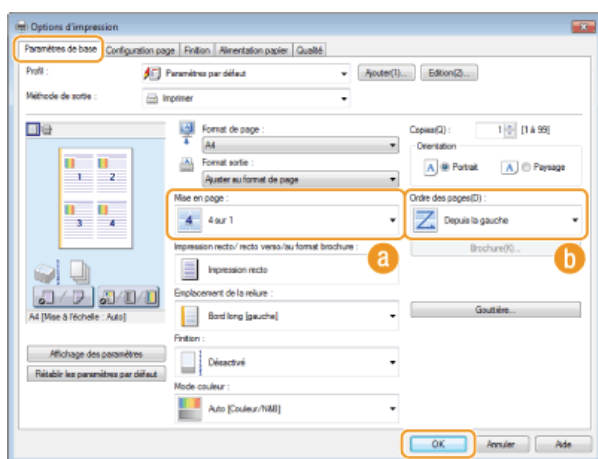 Options d'impression
Paramètres de base Configuration page Finition Alimentation papier Qualité
Profil : Paramètres par défaut Ajouter(1)... Edition(2)...
Méthode de sortie : Imprimer
Format de page : Copies(Q) : 1 [1 à 99]
A4 Orientation
Format sortie : A Portrait A Paysage
Ajuster au format de page
1 2
Mise en page : Ordre des pages(D) :
3 4
4 4 sur 1 Depuis la gauche
a b
Impression recto/ recto verso/au format brochure : Brochure(K)...
Impression recto
Emplacement de la reliure :
A4 [Mise à l'échelle : Auto] Bord long [gauche] Gouttière...
Finition :
Affichage des paramètres Désactivé
Rétablir les paramètres par défaut
Mode couleur :
Auto [Couleur/N&B]
OK Annuler Aide